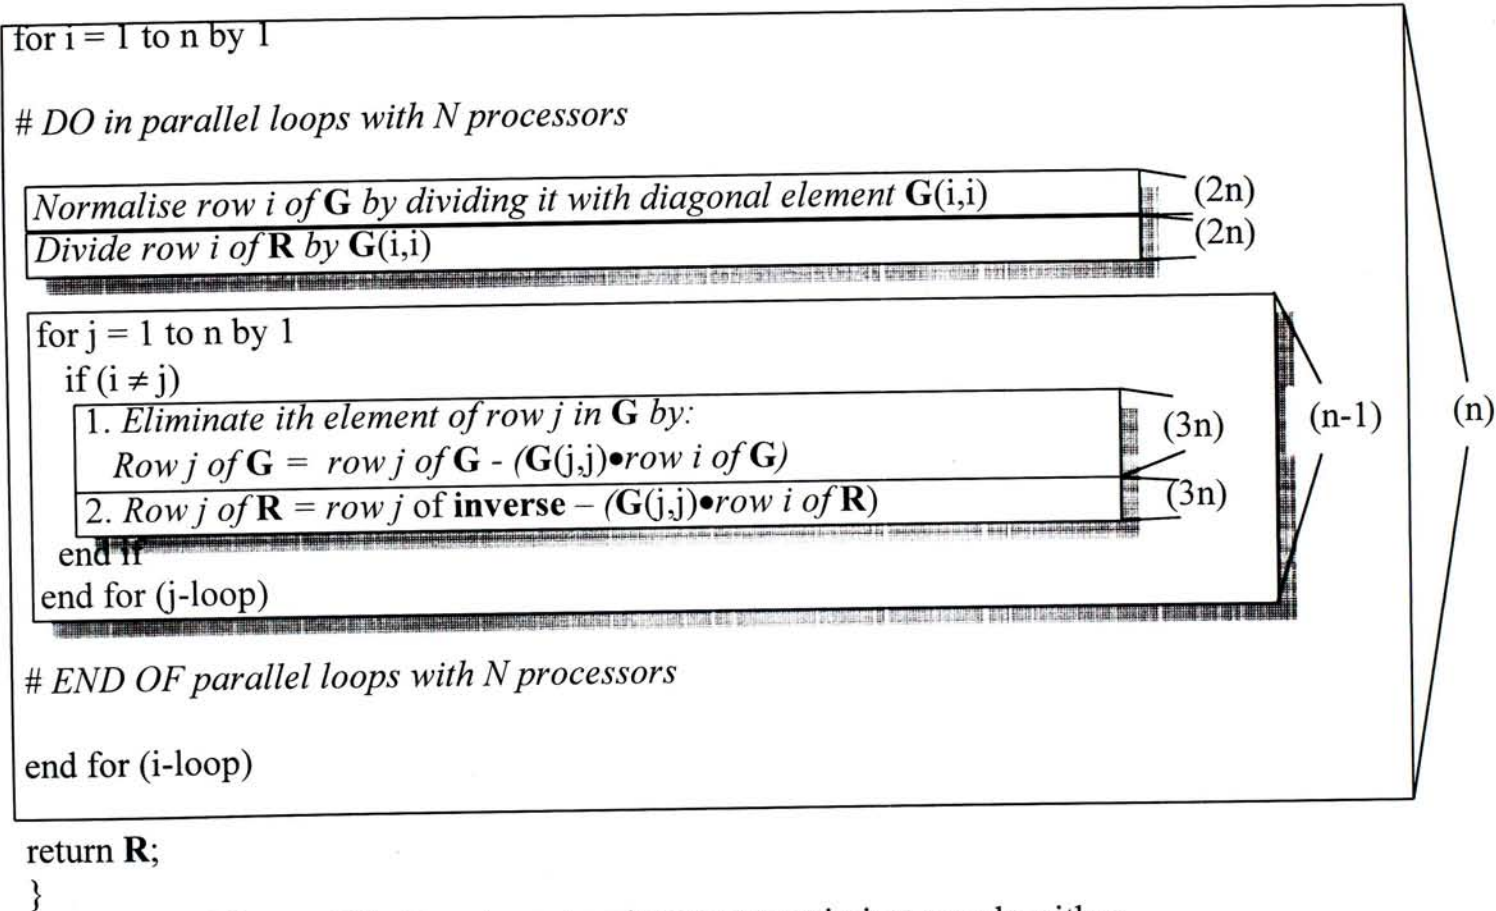 for i = 1 to n by 1
# DO in parallel loops with N processors
Normalise row i of G by dividing it with diagonal element G(i,i) (2n)
Divide row i of R by G(i,i) (2n)
for j = 1 to n by 1
if (i ≠ j)
1. Eliminate ith element of row j in G by:
(3n) (n-1) (n)
Row j of G = row j of G - (G(j,j)•row i of G)
2. Row j of R = row j of inverse – (G(j,j)•row i of R) (3n)
end if
end for (j-loop)
# END OF parallel loops with N processors
end for (i-loop)
return R;
}